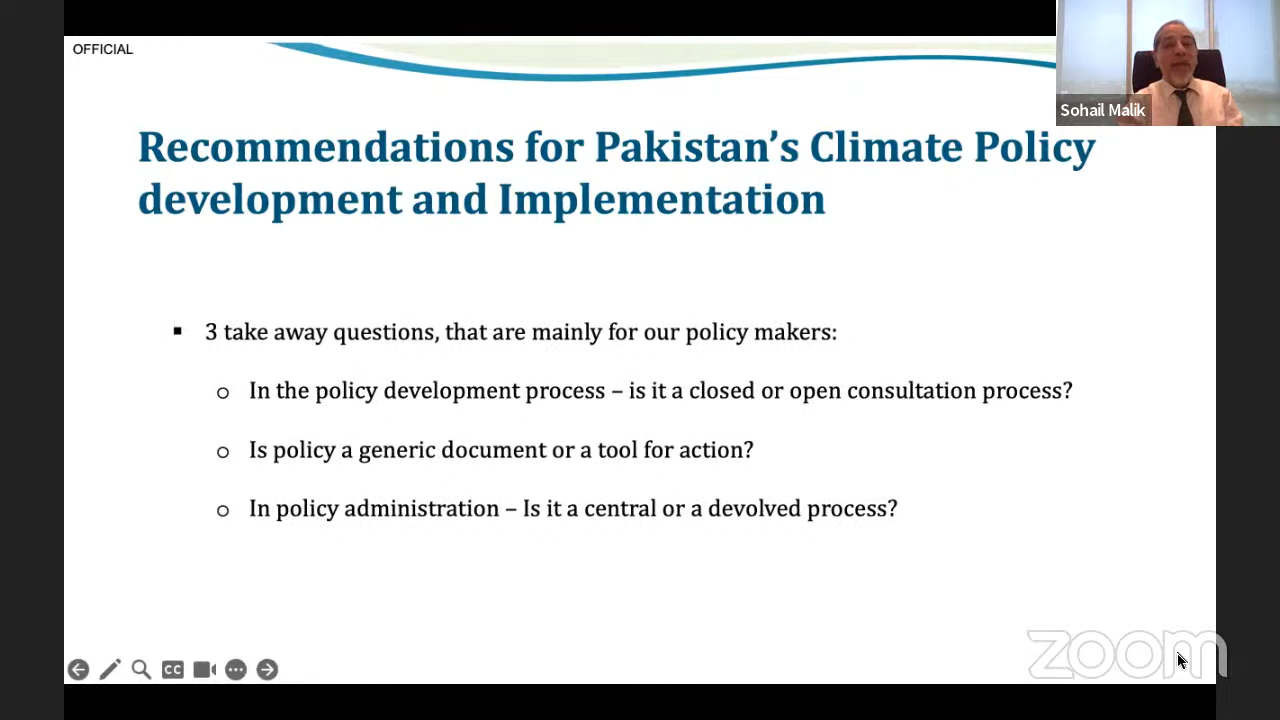 OFFICIAL
Sohail Malik
Recommendations for Pakistan’s Climate Policy
development and Implementation
▪ 3 take away questions, that are mainly for our policy makers:
o In the policy development process – is it a closed or open consultation process?
o Is policy a generic document or a tool for action?
o In policy administration – Is it a central or a devolved process?
CC
zoom